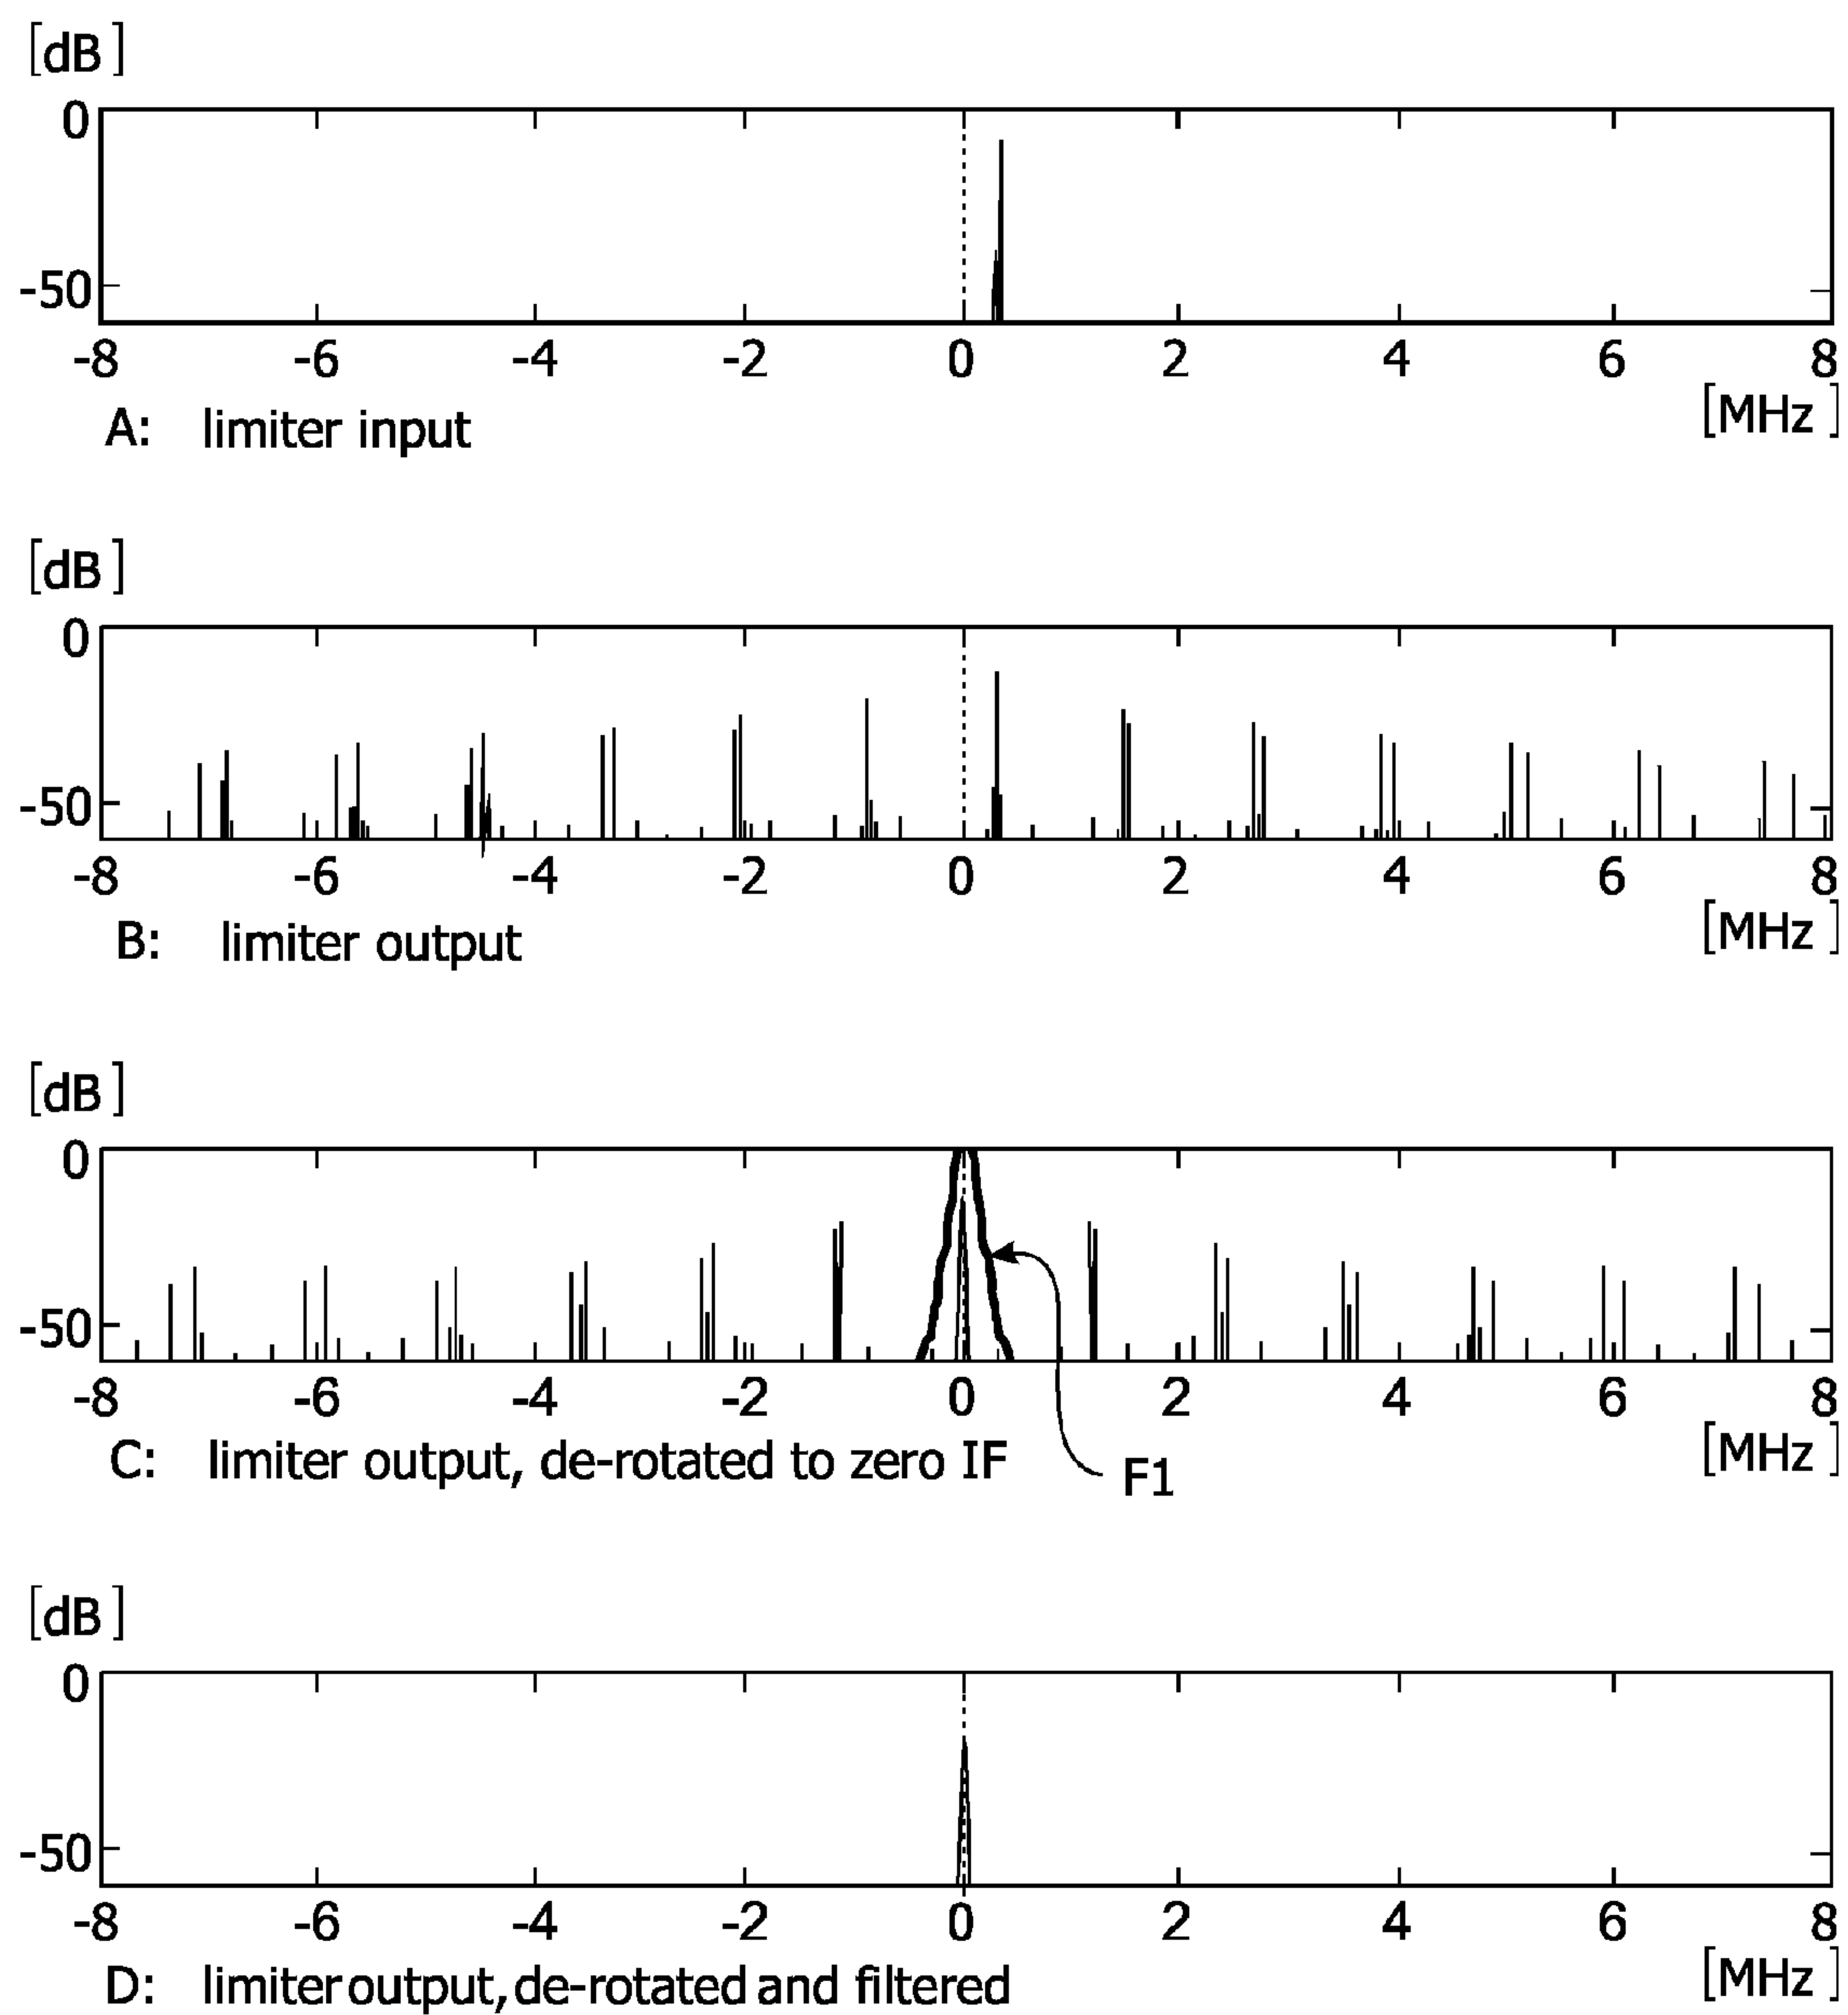 [dB]
0
-50
-8 -6 -4 -2 0 2 4 6 8
A: limiter input [MHz]
[dB]
0
-50
-8 -6 -4 -2 0 2 4 6 8
B: limiter output [MHz]
[dB]
0
-50
-8 -6 -4 -2 0 2 4 6 8
C: limiter output, de-rotated to zero IF F1 [MHz]
[dB]
0
-50
-8 -6 -4 -2 0 2 4 6 8
D: limiter output, de-rotated and filtered [MHz]